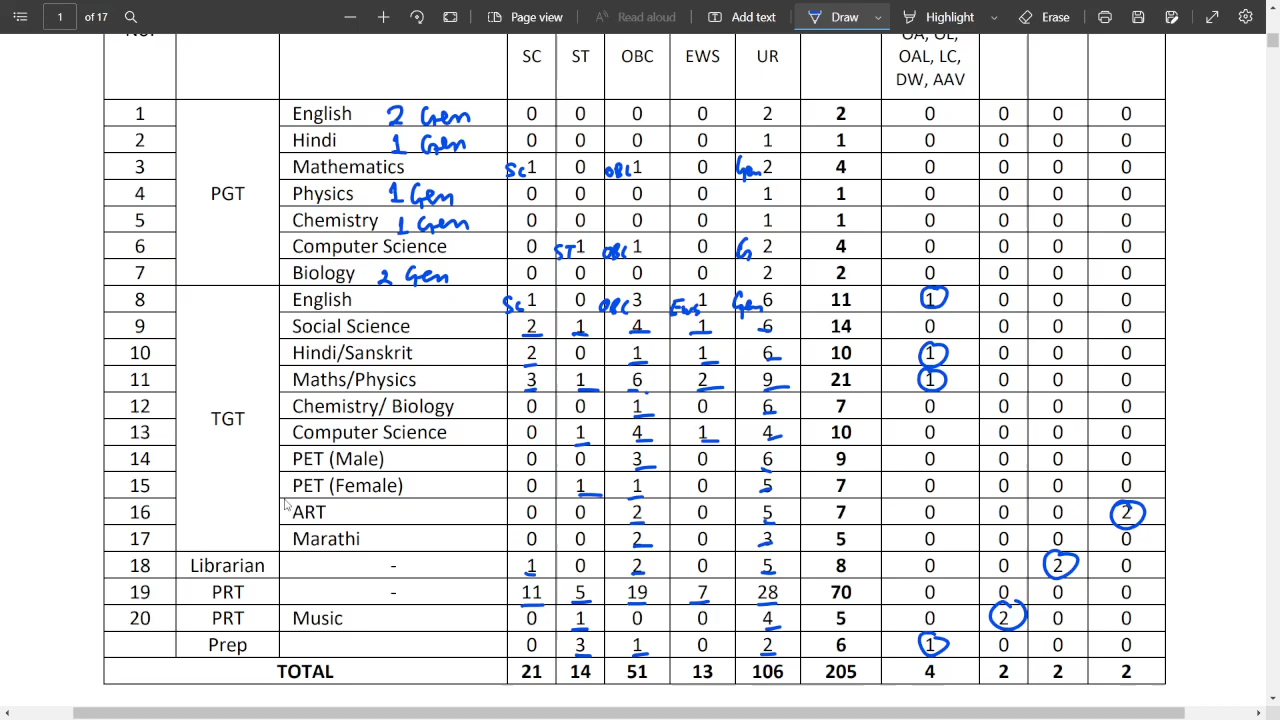 1 of 17 Page view Read aloud Add text Draw Highlight Erase
SC ST OBC EWS UR OA, OL,
OAL, LC,
DW, AAV
1 English 2 Gen 0 0 0 0 2 2 0 0 0 0
2 Hindi 1 Gen 0 0 0 0 1 1 0 0 0 0
3 Mathematics SC 1 0 OBC 1 0 Gen 2 4 0 0 0 0
4 PGT Physics 1 Gen 0 0 0 0 1 1 0 0 0 0
5 Chemistry 1 Gen 0 0 0 0 1 1 0 0 0 0
6 Computer Science 0 ST 1 OBC 1 0 G 2 4 0 0 0 0
7 Biology 2 Gen 0 0 0 0 2 2 0 0 0 0
8 English SC 1 0 OBC 3 EWS 1 Gen 6 11 1 0 0 0
9 Social Science 2 1 4 1 6 14 0 0 0 0
10 Hindi/Sanskrit 2 0 1 1 6 10 1 0 0 0
11 Maths/Physics 3 1 6 2 9 21 1 0 0 0
12 TGT Chemistry/ Biology 0 0 1 0 6 7 0 0 0 0
13 Computer Science 0 1 4 1 4 10 0 0 0 0
14 PET (Male) 0 0 3 0 6 9 0 0 0 0
15 PET (Female) 0 1 1 0 5 7 0 0 0 0
16 ART 0 0 2 0 5 7 0 0 0 2
17 Marathi 0 0 2 0 3 5 0 0 0 0
18 Librarian - 1 0 2 0 5 8 0 0 2 0
19 PRT - 11 5 19 7 28 70 0 0 0 0
20 PRT Music 0 1 0 0 4 5 0 2 0 0
Prep 0 3 1 0 2 6 1 0 0 0
TOTAL 21 14 51 13 106 205 4 2 2 2